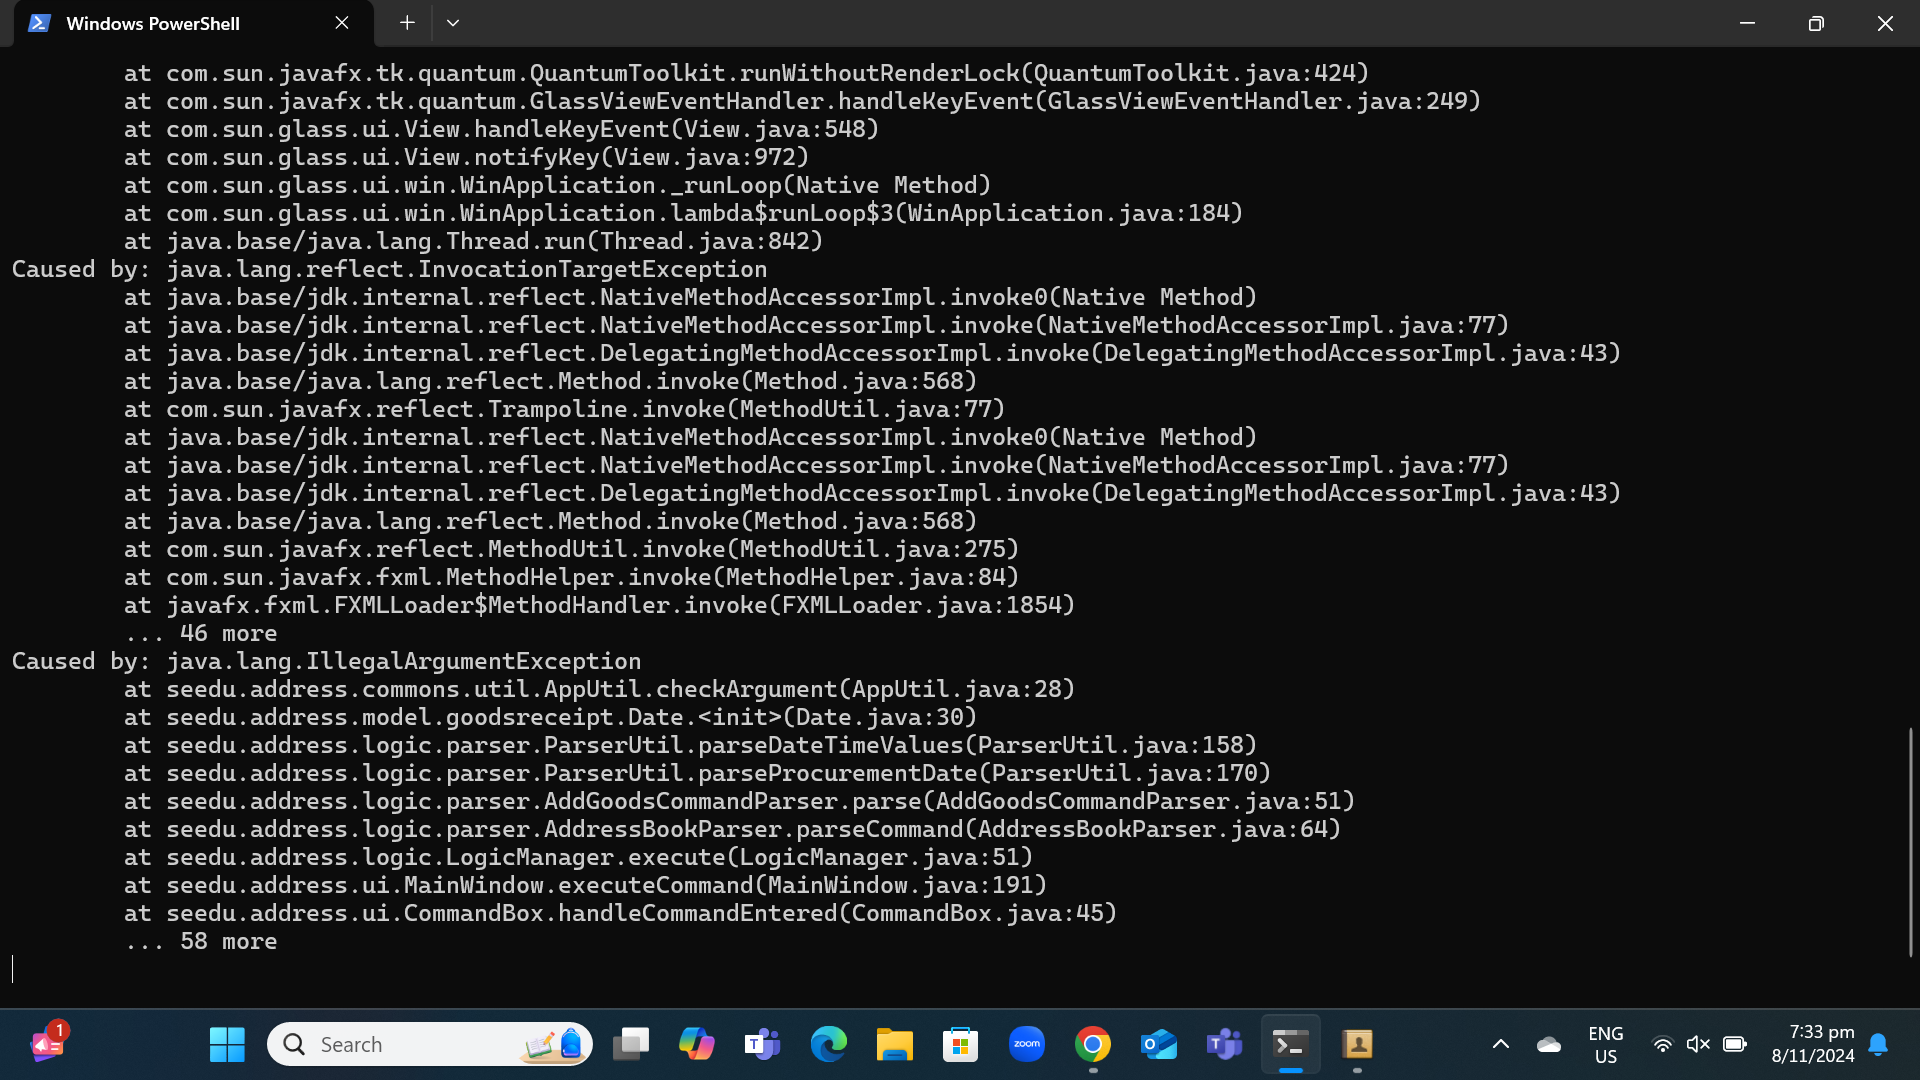 Windows PowerShell
at com.sun.javafx.tk.quantum.QuantumToolkit.runWithoutRenderLock(QuantumToolkit.java:424)
at com.sun.javafx.tk.quantum.GlassViewEventHandler.handleKeyEvent(GlassViewEventHandler.java:249)
at com.sun.glass.ui.View.handleKeyEvent(View.java:548)
at com.sun.glass.ui.View.notifyKey(View.java:972)
at com.sun.glass.ui.win.WinApplication._runLoop(Native Method)
at com.sun.glass.ui.win.WinApplication.lambda$runLoop$3(WinApplication.java:184)
at java.base/java.lang.Thread.run(Thread.java:842)
Caused by: java.lang.reflect.InvocationTargetException
at java.base/jdk.internal.reflect.NativeMethodAccessorImpl.invoke0(Native Method)
at java.base/jdk.internal.reflect.NativeMethodAccessorImpl.invoke(NativeMethodAccessorImpl.java:77)
at java.base/jdk.internal.reflect.DelegatingMethodAccessorImpl.invoke(DelegatingMethodAccessorImpl.java:43)
at java.base/java.lang.reflect.Method.invoke(Method.java:568)
at com.sun.javafx.reflect.Trampoline.invoke(MethodUtil.java:77)
at java.base/jdk.internal.reflect.NativeMethodAccessorImpl.invoke0(Native Method)
at java.base/jdk.internal.reflect.NativeMethodAccessorImpl.invoke(NativeMethodAccessorImpl.java:77)
at java.base/jdk.internal.reflect.DelegatingMethodAccessorImpl.invoke(DelegatingMethodAccessorImpl.java:43)
at java.base/java.lang.reflect.Method.invoke(Method.java:568)
at com.sun.javafx.reflect.MethodUtil.invoke(MethodUtil.java:275)
at com.sun.javafx.fxml.MethodHelper.invoke(MethodHelper.java:84)
at javafx.fxml.FXMLLoader$MethodHandler.invoke(FXMLLoader.java:1854)
... 46 more
Caused by: java.lang.IllegalArgumentException
at seedu.address.commons.util.AppUtil.checkArgument(AppUtil.java:28)
at seedu.address.model.goodsreceipt.Date.<init>(Date.java:30)
at seedu.address.logic.parser.ParserUtil.parseDateTimeValues(ParserUtil.java:158)
at seedu.address.logic.parser.ParserUtil.parseProcurementDate(ParserUtil.java:170)
at seedu.address.logic.parser.AddGoodsCommandParser.parse(AddGoodsCommandParser.java:51)
at seedu.address.logic.parser.AddressBookParser.parseCommand(AddressBookParser.java:64)
at seedu.address.logic.LogicManager.execute(LogicManager.java:51)
at seedu.address.ui.MainWindow.executeCommand(MainWindow.java:191)
at seedu.address.ui.CommandBox.handleCommandEntered(CommandBox.java:45)
... 58 more
1
Search
T
zoom
O
T
ENG
US
7:33 pm
8/11/2024